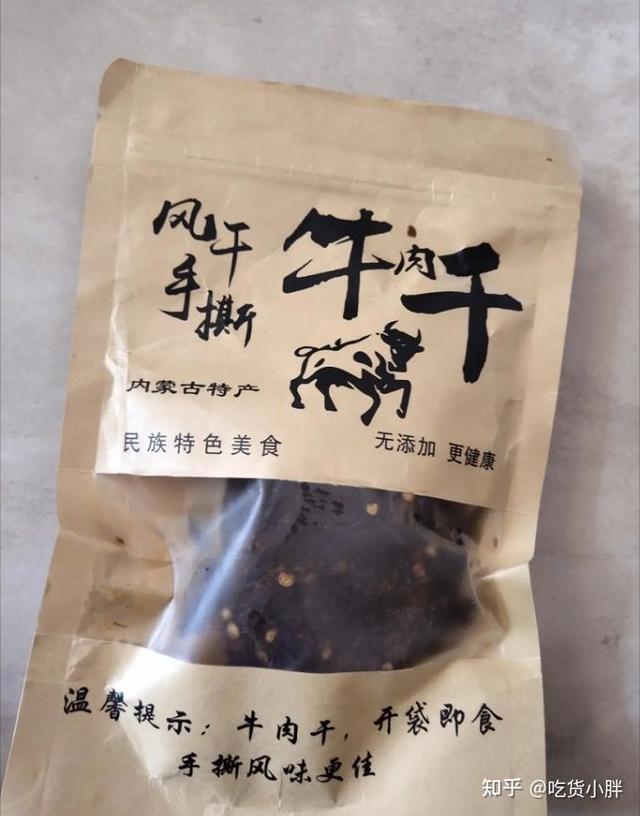 风干
手撕
牛肉干
内蒙古特产
民族特色美食
无添加 更健康
温馨提示：牛肉干，开袋即食
手撕风味更佳
知乎 @吃货小胖